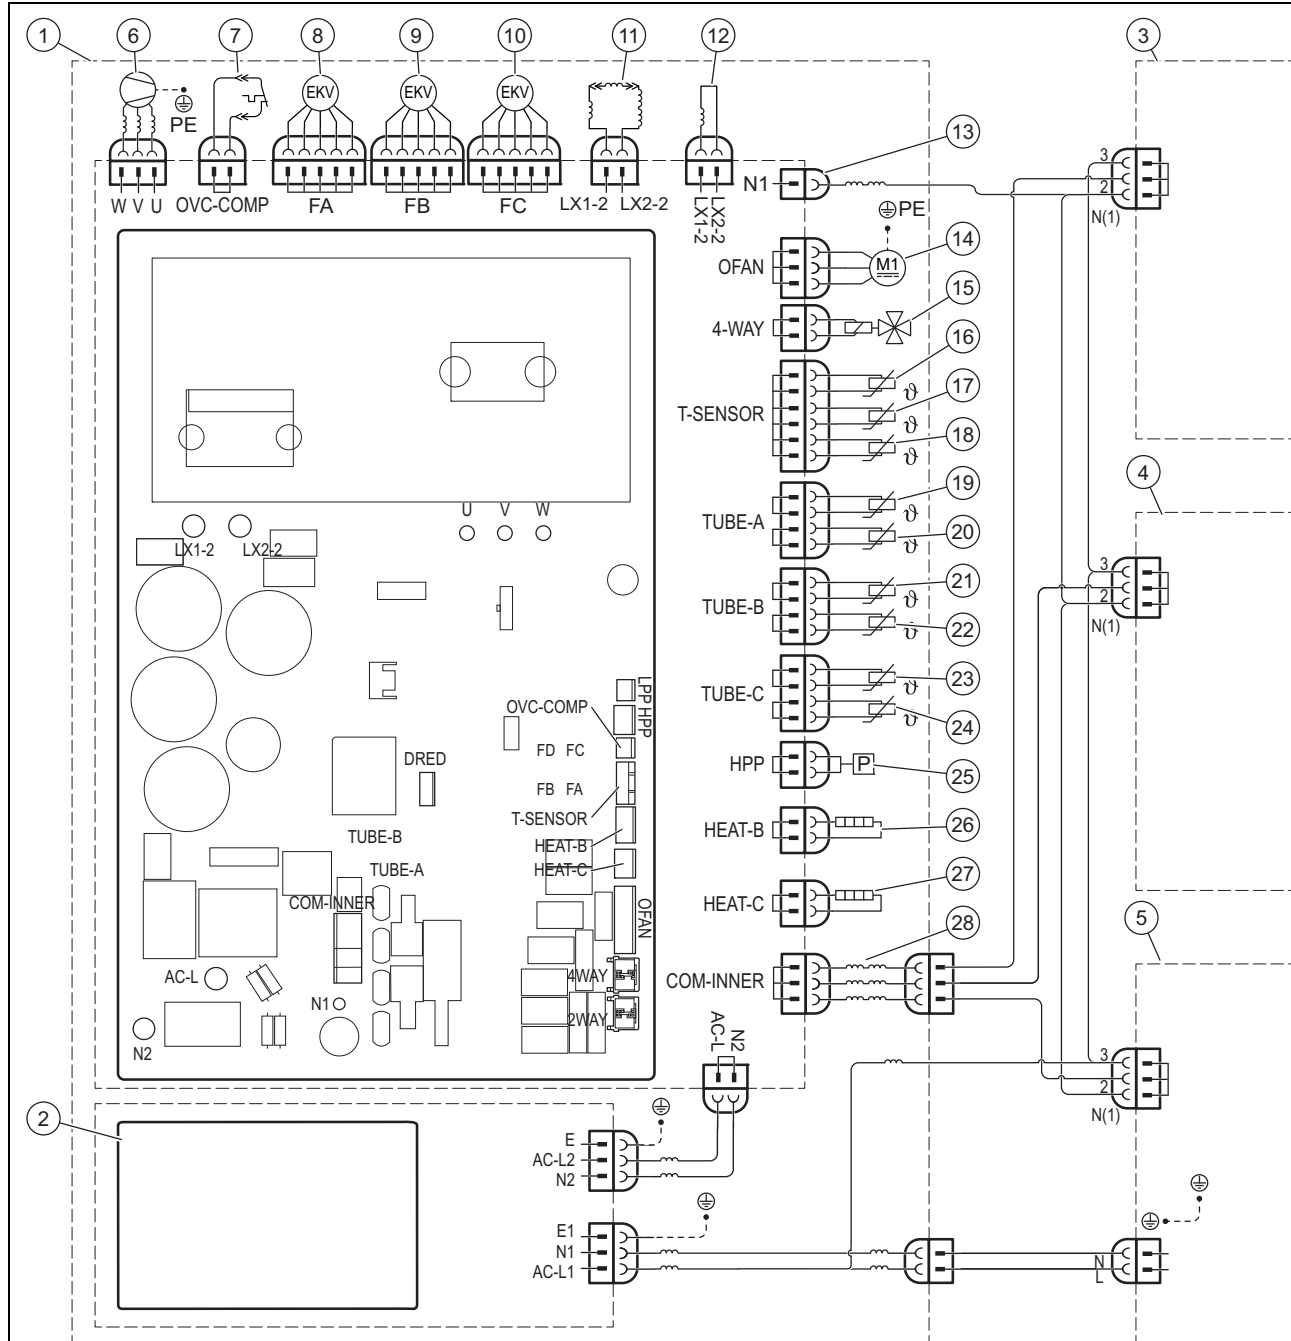 1 6 7 8 9 10 11 12 3
EKV EKV EKV
PE
W V U OVC-COMP FA FB FC LX1-2 LX2-2
LX1-2
LX2-2
N1
13
3
2
N(1)
PE
OFAN
M1
14
4-WAY
15
T-SENSOR
16
ϑ
17
ϑ
18
ϑ
4
TUBE-A
19
ϑ
20
ϑ
U V W
LX1-2 LX2-2
TUBE-B
21
ϑ
22
ϑ
3
2
N(1)
TUBE-C
23
ϑ
24
ϑ
LPP HPP
OVC-COMP
FD FC
DRED
FB FA
T-SENSOR
TUBE-B
HEAT-B
TUBE-A
HEAT-C
COM-INNER
OFAN
AC-L
4WAY
N1
2WAY
N2
HPP
P
25
HEAT-B
26
HEAT-C
27
28
COM-INNER
5
AC-L
N2
3
2
N(1)
2
E
AC-L2
N2
E1
N1
AC-L1
N
L